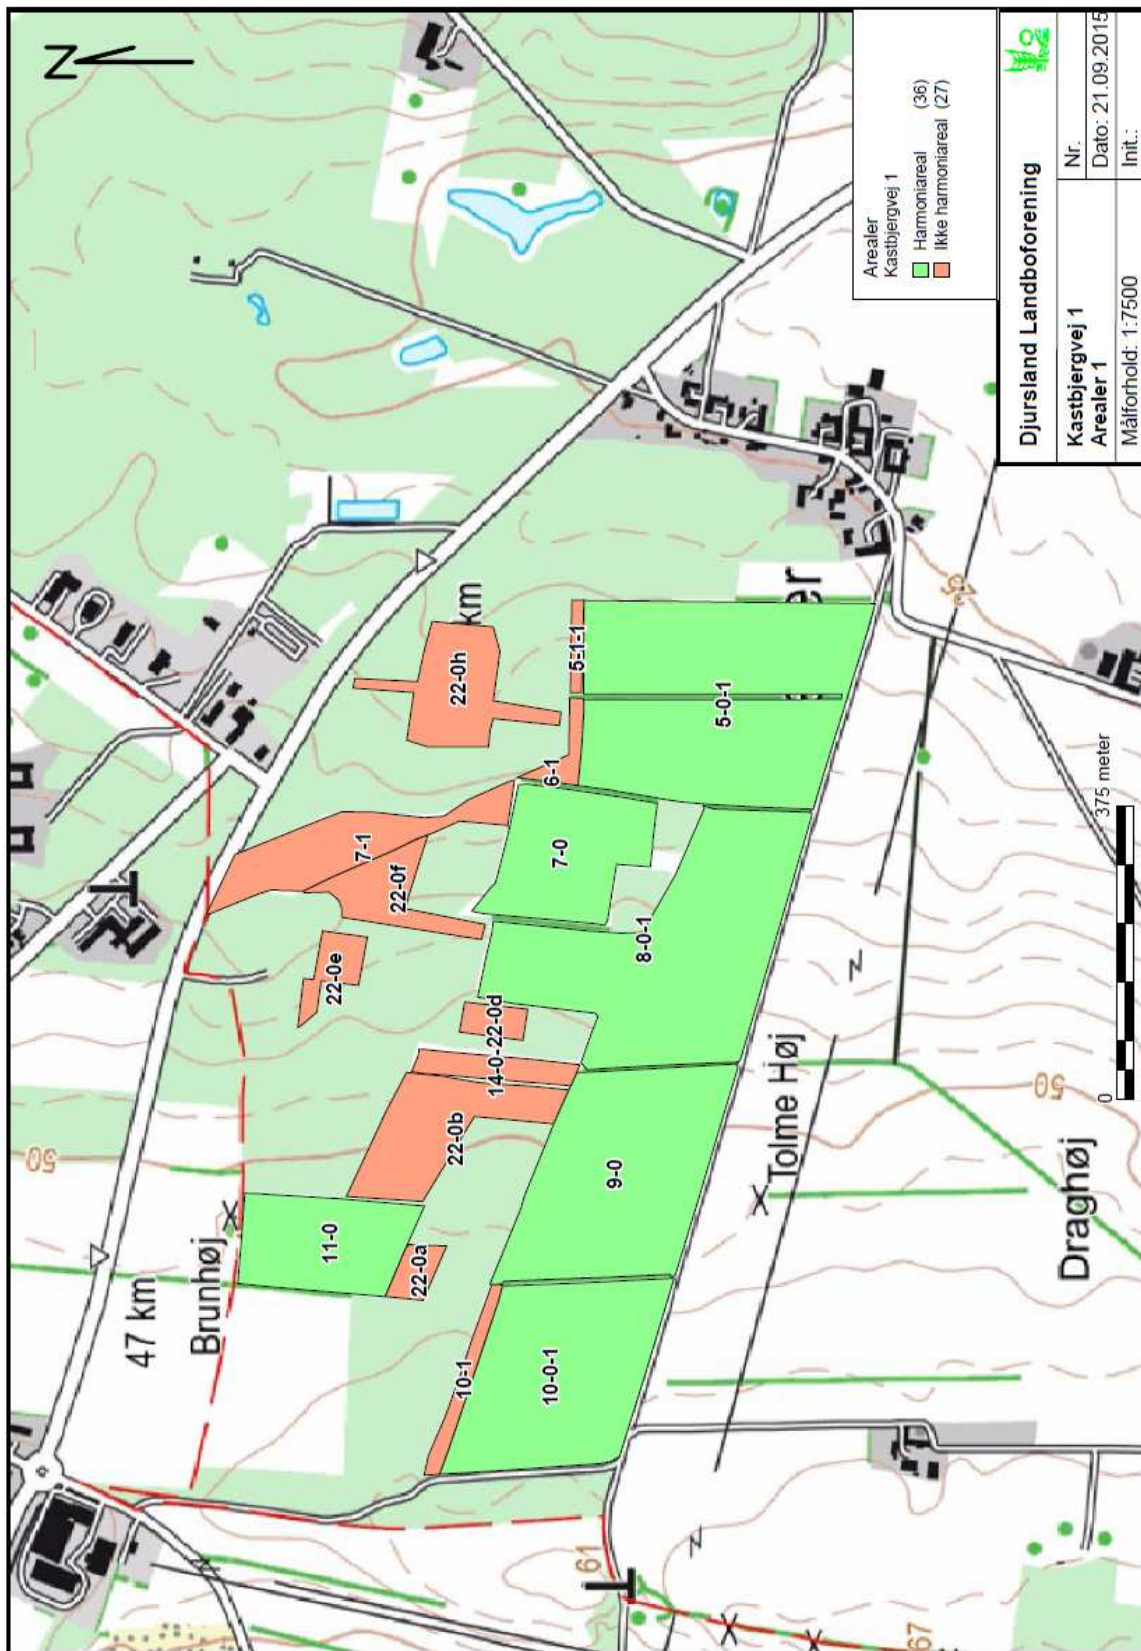 N
47 km
Brunhøj
50
km
er
11-0
22-0a
22-0b
14-0-22-0d
22-0e
22-0f
7-1
22-0h
6-1
5-1-1
5-0-1
7-0
8-0-1
9-0
10-1
10-0-1
Tolme Høj
Draghøj
50
61
67
0
375 meter
Arealer
Kastbjergvej 1
Harmoniareal (36)
Ikke harmoniareal (27)
Djursland Landboforening
Kastbjergvej 1
Arealer 1
Nr.
Dato: 21.09.2015
Målforhold: 1:7500
Init.: